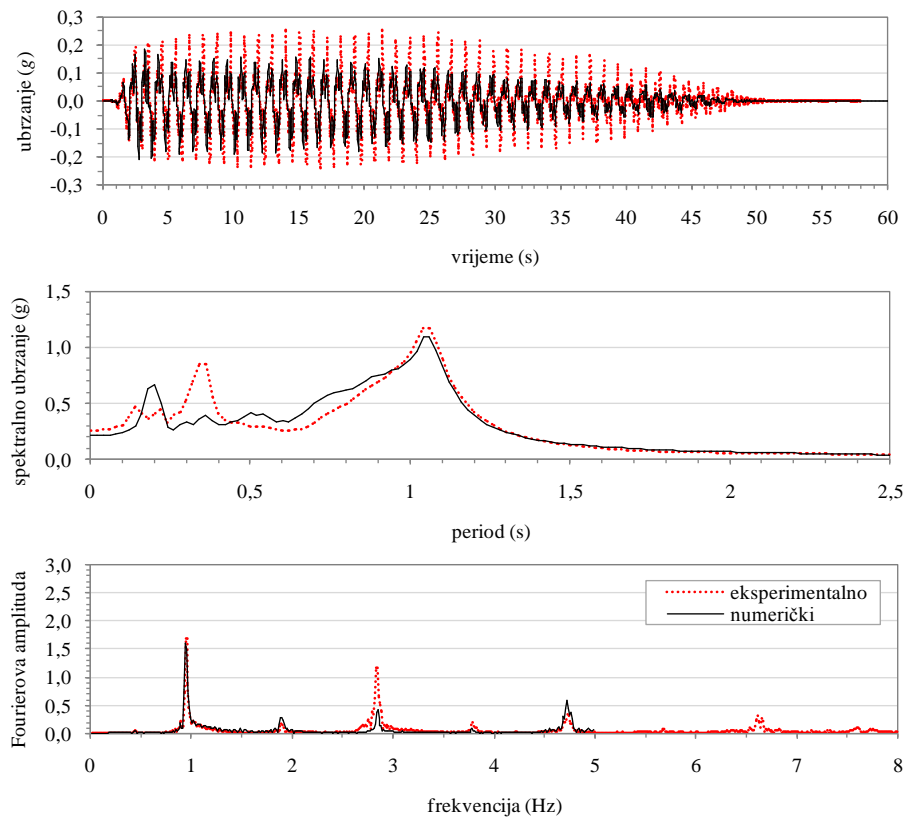 ubrzanje (g)
0,3
0,2
0,1
0,0
-0,1
-0,2
-0,3
0 5 10 15 20 25 30 35 40 45 50 55 60
vrijeme (s)
spektralno ubrzanje (g)
1,5
1,0
0,5
0,0
0 0,5 1 1,5 2 2,5
period (s)
Fourierova amplituda
3,0
2,5
2,0
1,5
1,0
0,5
0,0
eksperimentalno
numerički
0 1 2 3 4 5 6 7 8
frekvencija (Hz)